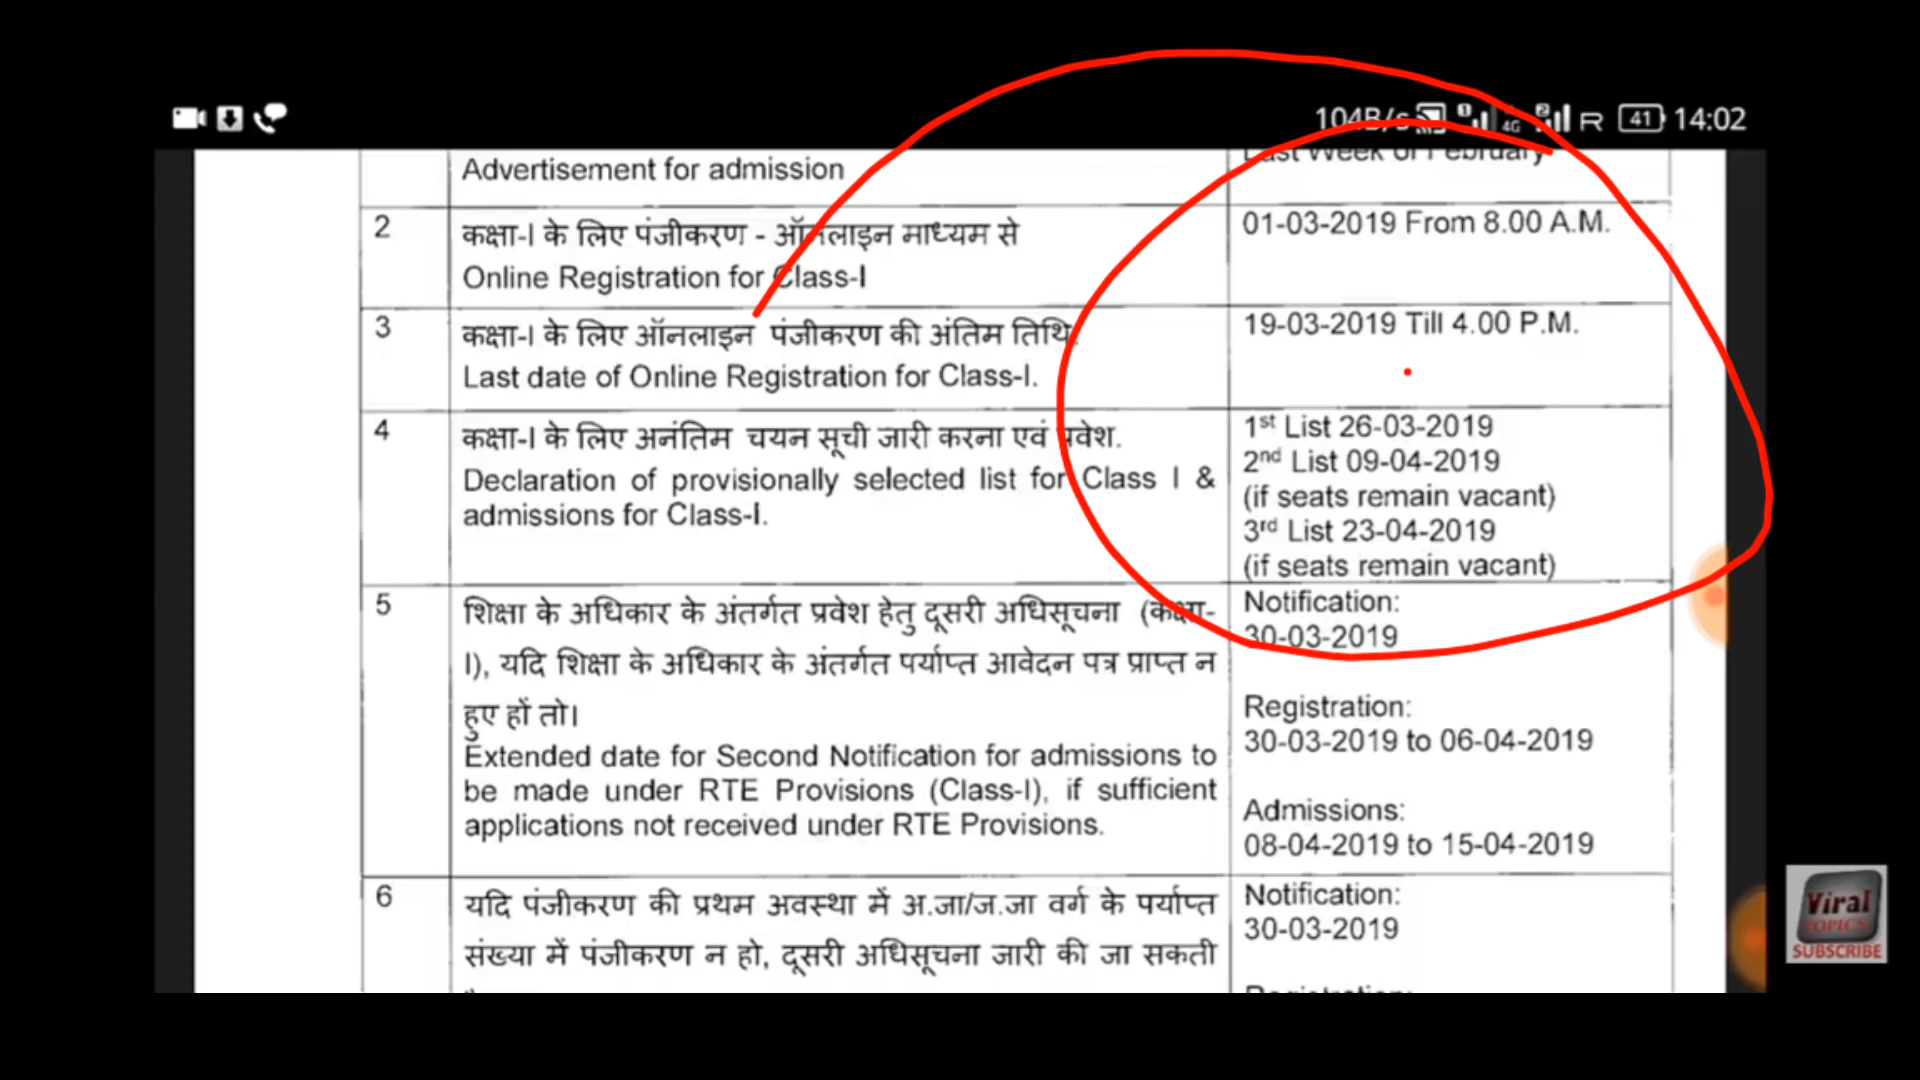 104B/s 4G R 41 14:02
Advertisement for admission
Last Week of February
2
कक्षा-I के लिए पंजीकरण - ऑनलाइन माध्यम से
Online Registration for Class-I
01-03-2019 From 8.00 A.M.
3
कक्षा-I के लिए ऑनलाइन पंजीकरण की अंतिम तिथि.
Last date of Online Registration for Class-I.
19-03-2019 Till 4.00 P.M.
4
कक्षा-I के लिए अनंतिम चयन सूची जारी करना एवं प्रवेश.
Declaration of provisionally selected list for Class I &
admissions for Class-I.
1st List 26-03-2019
2nd List 09-04-2019
(if seats remain vacant)
3rd List 23-04-2019
(if seats remain vacant)
5
शिक्षा के अधिकार के अंतर्गत प्रवेश हेतु दूसरी अधिसूचना (कक्षा-
I), यदि शिक्षा के अधिकार के अंतर्गत पर्याप्त आवेदन पत्र प्राप्त न
हुए हों तो।
Extended date for Second Notification for admissions to
be made under RTE Provisions (Class-I), if sufficient
applications not received under RTE Provisions.
Notification:
30-03-2019
Registration:
30-03-2019 to 06-04-2019
Admissions:
08-04-2019 to 15-04-2019
6
यदि पंजीकरण की प्रथम अवस्था में अ.जा/ज.जा वर्ग के पर्याप्त
संख्या में पंजीकरण न हो, दूसरी अधिसूचना जारी की जा सकती
Notification:
30-03-2019
Registration:
Viral
TOPICS
SUBSCRIBE